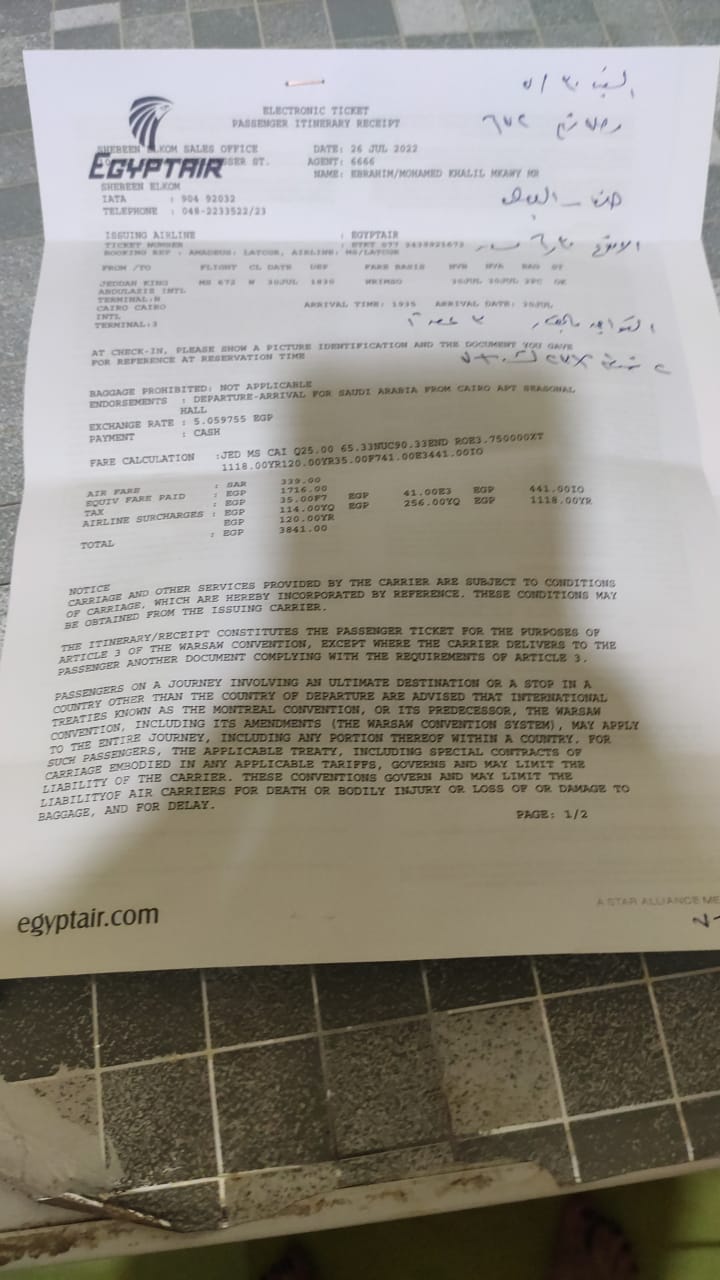 ELECTRONIC TICKET
PASSENGER ITINERARY RECEIPT
EGYPTAIR
SHEBEEN ELKOM SALES OFFICE DATE: 26 JUL 2022
SSER ST. AGENT: 6666
NAME: EBRAHIM/MOHAMED KHALIL MKAWY MR
SHEBEEN ELKOM
IATA : 904 92032
TELEPHONE : 048-2233522/23
ISSUING AIRLINE : EGYPTAIR
TICKET NUMBER : ETKT 077
BOOKING REF : AMADEUS: LATCOR, AIRLINE: MS/LATCOR
FROM /TO FLIGHT CL DATE DEP FARE BASIS NVB NVA BAG ST
JEDDAH KING MS 672 W 30JUL 1830 30JUL 30JUL 2PC OK
ABDULAZIZ INTL
TERMINAL:N
CAIRO CAIRO ARRIVAL TIME: 1935 ARRIVAL DATE: 30JUL
INTL
TERMINAL:3
AT CHECK-IN, PLEASE SHOW A PICTURE IDENTIFICATION AND THE DOCUMENT YOU GAVE
FOR REFERENCE AT RESERVATION TIME
BAGGAGE PROHIBITED: NOT APPLICABLE
ENDORSEMENTS : DEPARTURE-ARRIVAL FOR SAUDI ARABIA FROM CAIRO APT SEASONAL
HALL
EXCHANGE RATE : 5.059755 EGP
PAYMENT : CASH
FARE CALCULATION :JED MS CAI Q25.00 65.33NUC90.33END ROE3.750000XT
1118.00YR120.00YR35.00F741.00E3441.00IO
AIR FARE : SAR 339.00
EQUIV FARE PAID : EGP 1716.00
TAX : EGP 35.00F7 EGP 41.00E3 EGP 441.00IO
AIRLINE SURCHARGES : EGP 114.00YQ EGP 256.00YQ EGP 1118.00YR
EGP 120.00YR
TOTAL : EGP 3841.00
NOTICE
CARRIAGE AND OTHER SERVICES PROVIDED BY THE CARRIER ARE SUBJECT TO CONDITIONS
OF CARRIAGE, WHICH ARE HEREBY INCORPORATED BY REFERENCE. THESE CONDITIONS MAY
BE OBTAINED FROM THE ISSUING CARRIER.
THE ITINERARY/RECEIPT CONSTITUTES THE PASSENGER TICKET FOR THE PURPOSES OF
ARTICLE 3 OF THE WARSAW CONVENTION, EXCEPT WHERE THE CARRIER DELIVERS TO THE
PASSENGER ANOTHER DOCUMENT COMPLYING WITH THE REQUIREMENTS OF ARTICLE 3.
PASSENGERS ON A JOURNEY INVOLVING AN ULTIMATE DESTINATION OR A STOP IN A
COUNTRY OTHER THAN THE COUNTRY OF DEPARTURE ARE ADVISED THAT INTERNATIONAL
TREATIES KNOWN AS THE MONTREAL CONVENTION, OR ITS PREDECESSOR, THE WARSAW
CONVENTION, INCLUDING ITS AMENDMENTS (THE WARSAW CONVENTION SYSTEM), MAY APPLY
TO THE ENTIRE JOURNEY, INCLUDING ANY PORTION THEREOF WITHIN A COUNTRY. FOR
SUCH PASSENGERS, THE APPLICABLE TREATY, INCLUDING SPECIAL CONTRACTS OF
CARRIAGE EMBODIED IN ANY APPLICABLE TARIFFS, GOVERNS AND MAY LIMIT THE
LIABILITY OF THE CARRIER. THESE CONVENTIONS GOVERN AND MAY LIMIT THE
LIABILITYOF AIR CARRIERS FOR DEATH OR BODILY INJURY OR LOSS OF OR DAMAGE TO
BAGGAGE, AND FOR DELAY.
PAGE: 1/2
egyptair.com
A STAR ALLIANCE ME